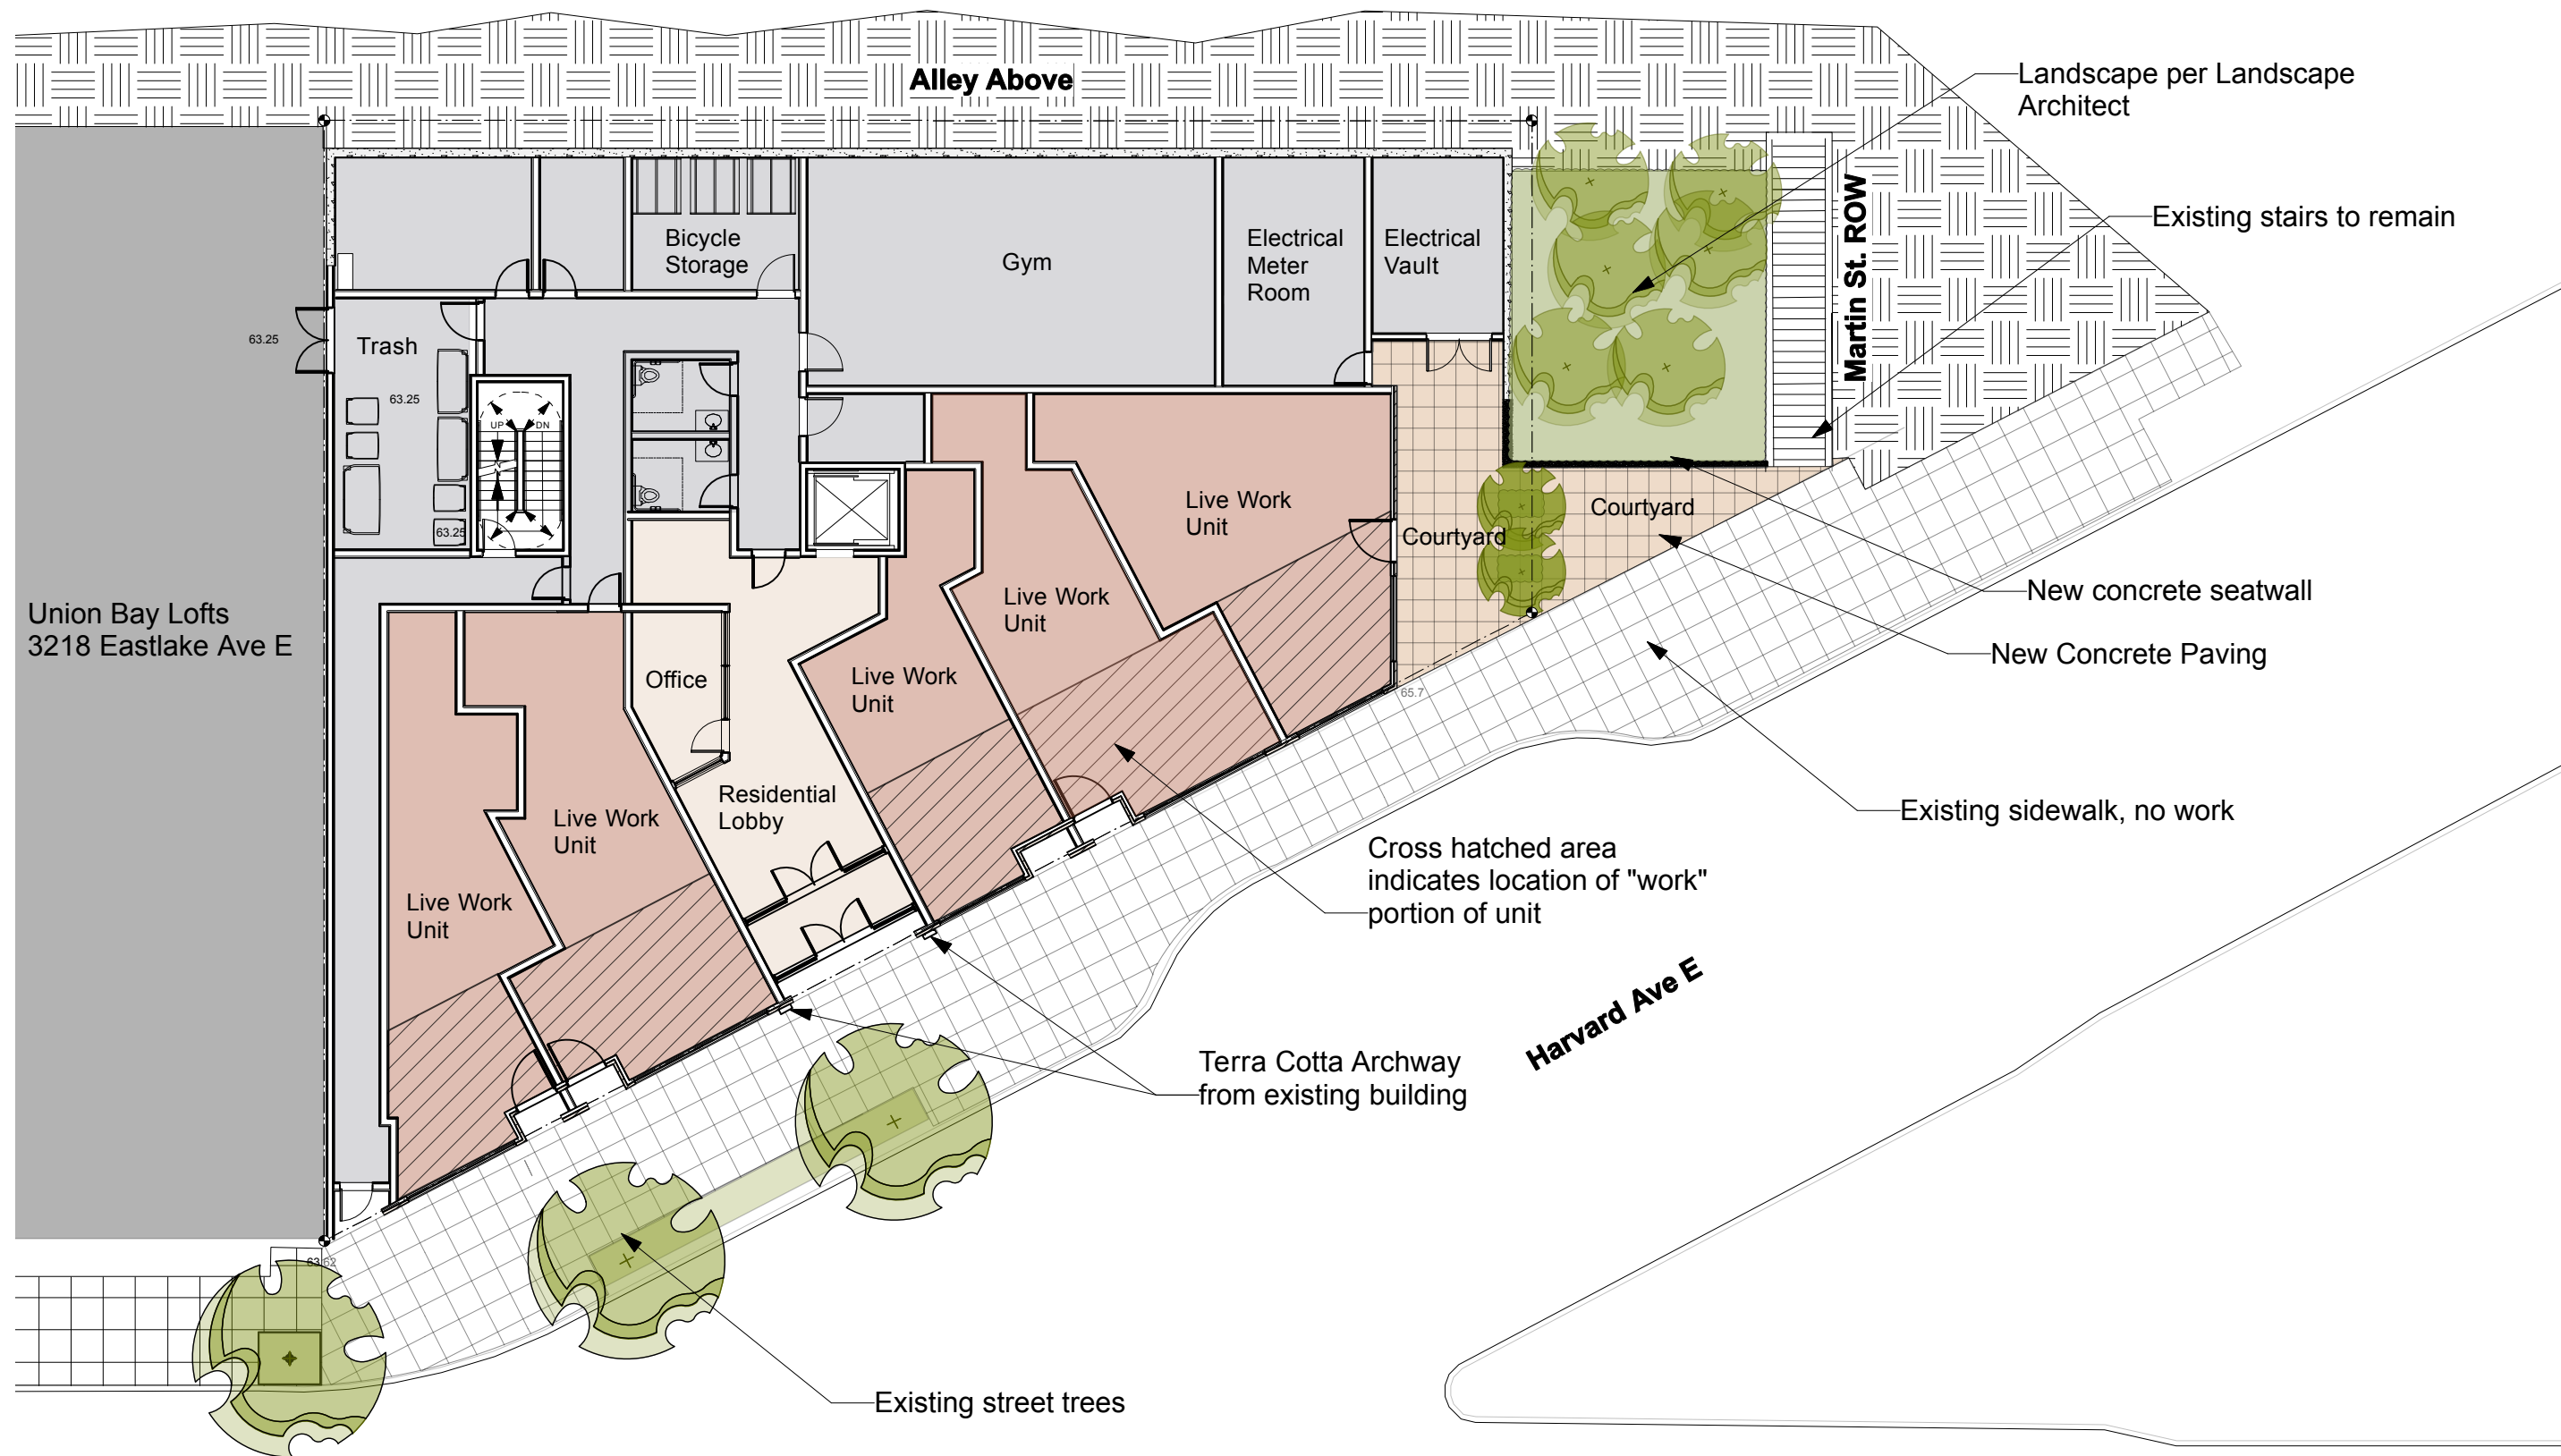 Alley Above
Landscape per Landscape
Architect
Martin St. ROW
Existing stairs to remain
Bicycle
Storage
Gym
Electrical
Meter
Room
Electrical
Vault
63.25
Trash
63.25
UP
DN
63.25
Live Work
Unit
Courtyard
Courtyard
Live Work
Unit
New concrete seatwall
Union Bay Lofts
3218 Eastlake Ave E
New Concrete Paving
Office
Live Work
Unit
65.7
Residential
Lobby
Live Work
Unit
Existing sidewalk, no work
Cross hatched area
indicates location of "work"
portion of unit
Live Work
Unit
Harvard Ave E
Terra Cotta Archway
from existing building
63.62
Existing street trees